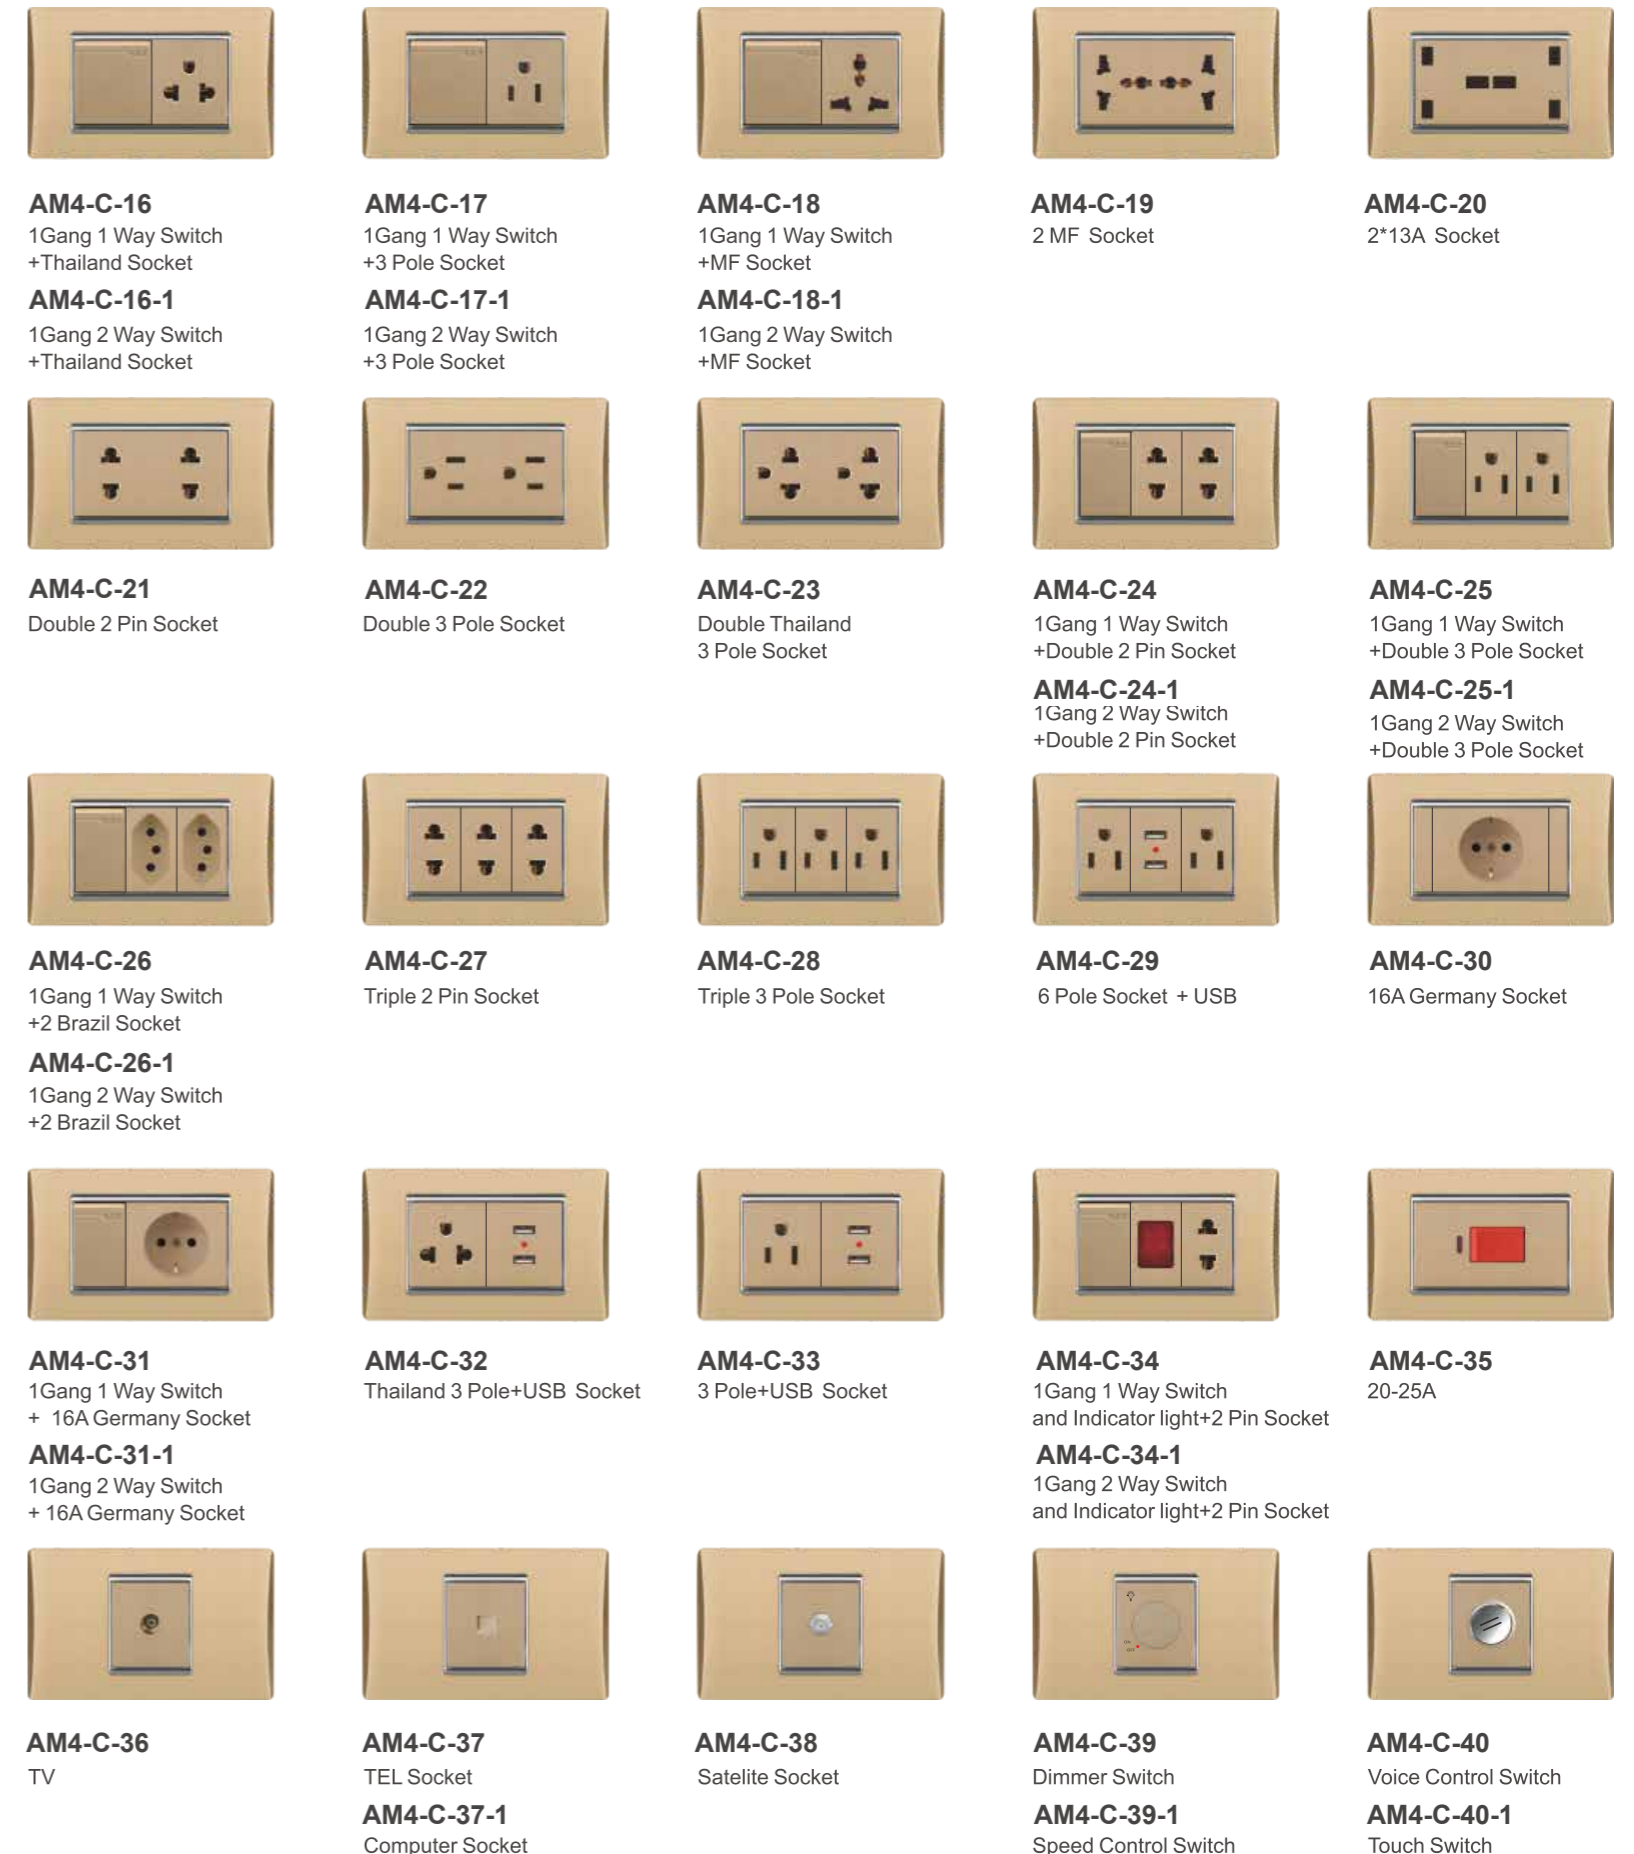 AM4-C-16
1Gang 1 Way Switch
+Thailand Socket
AM4-C-16-1
1Gang 2 Way Switch
+Thailand Socket
AM4-C-17
1Gang 1 Way Switch
+3 Pole Socket
AM4-C-17-1
1Gang 2 Way Switch
+3 Pole Socket
AM4-C-18
1Gang 1 Way Switch
+MF Socket
AM4-C-18-1
1Gang 2 Way Switch
+MF Socket
AM4-C-19
2 MF Socket
AM4-C-20
2*13A Socket
AM4-C-21
Double 2 Pin Socket
AM4-C-22
Double 3 Pole Socket
AM4-C-23
Double Thailand
3 Pole Socket
AM4-C-24
1Gang 1 Way Switch
+Double 2 Pin Socket
AM4-C-24-1
1Gang 2 Way Switch
+Double 2 Pin Socket
AM4-C-25
1Gang 1 Way Switch
+Double 3 Pole Socket
AM4-C-25-1
1Gang 2 Way Switch
+Double 3 Pole Socket
AM4-C-26
1Gang 1 Way Switch
+2 Brazil Socket
AM4-C-26-1
1Gang 2 Way Switch
+2 Brazil Socket
AM4-C-27
Triple 2 Pin Socket
AM4-C-28
Triple 3 Pole Socket
AM4-C-29
6 Pole Socket + USB
AM4-C-30
16A Germany Socket
AM4-C-31
1Gang 1 Way Switch
+ 16A Germany Socket
AM4-C-31-1
1Gang 2 Way Switch
+ 16A Germany Socket
AM4-C-32
Thailand 3 Pole+USB Socket
AM4-C-33
3 Pole+USB Socket
AM4-C-34
1Gang 1 Way Switch
and Indicator light+2 Pin Socket
AM4-C-34-1
1Gang 2 Way Switch
and Indicator light+2 Pin Socket
AM4-C-35
20-25A
AM4-C-36
TV
AM4-C-37
TEL Socket
AM4-C-37-1
Computer Socket
AM4-C-38
Satelite Socket
AM4-C-39
Dimmer Switch
AM4-C-39-1
Speed Control Switch
AM4-C-40
Voice Control Switch
AM4-C-40-1
Touch Switch